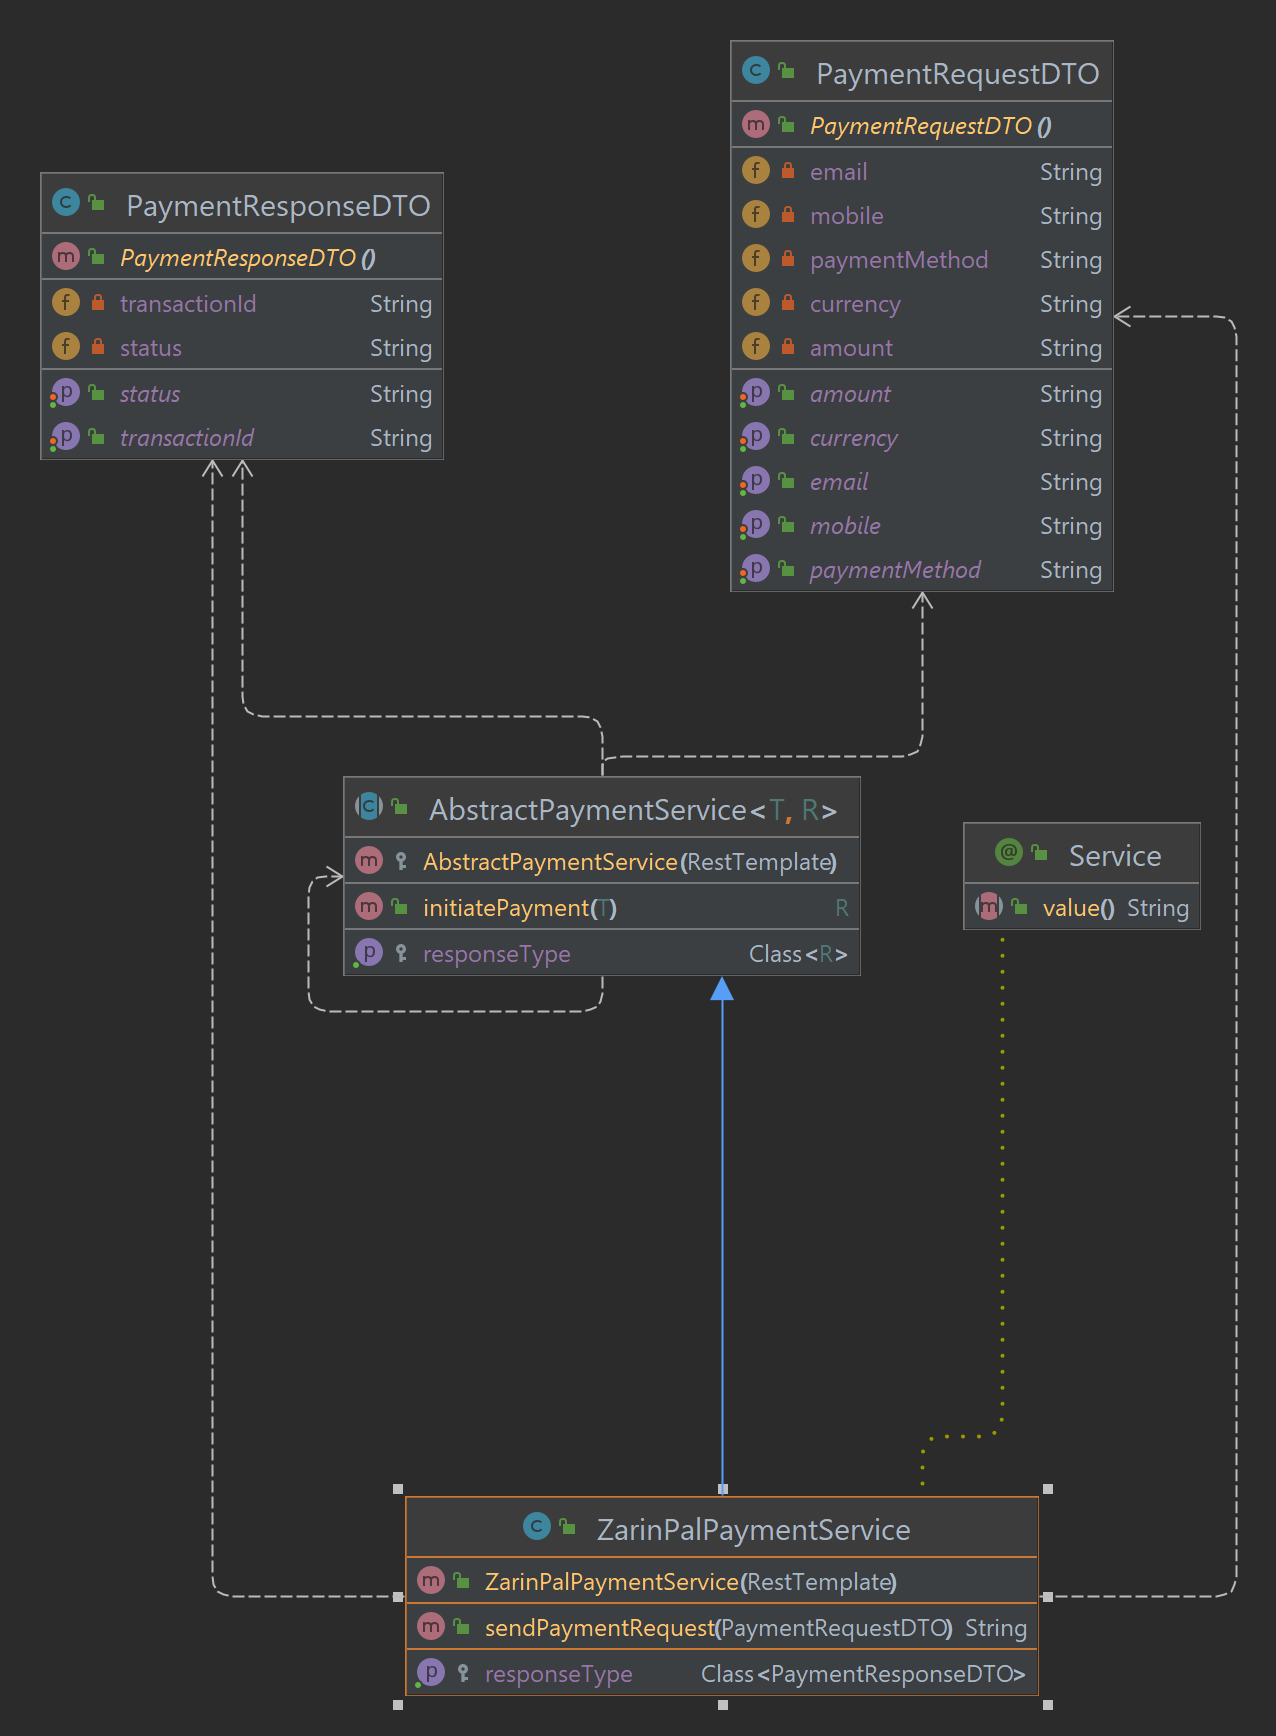 PaymentRequestDTO
PaymentRequestDTO ()
email String
mobile String
paymentMethod String
currency String
amount String
amount String
currency String
email String
mobile String
paymentMethod String
PaymentResponseDTO
PaymentResponseDTO ()
transactionId String
status String
status String
transactionId String
AbstractPaymentService<T, R>
AbstractPaymentService(RestTemplate)
initiatePayment(T) R
responseType Class<R>
Service
value() String
ZarinPalPaymentService
ZarinPalPaymentService(RestTemplate)
sendPaymentRequest(PaymentRequestDTO) String
responseType Class<PaymentResponseDTO>